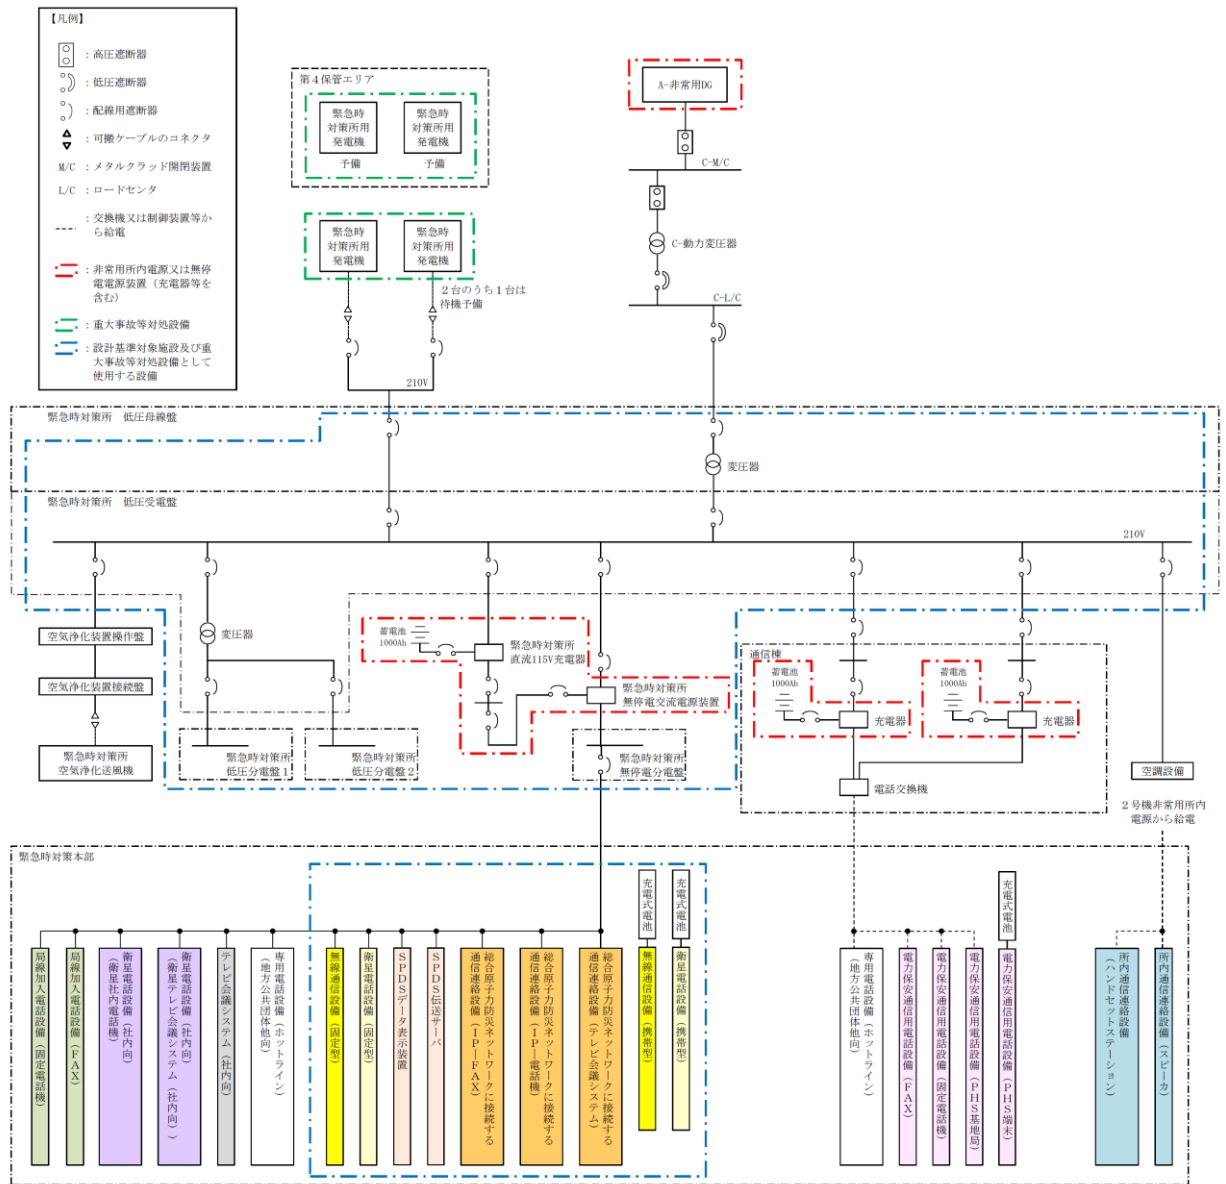 【凡例】
：高圧遮断器
：低圧遮断器
：配線用遮断器
：可搬ケーブルのコネクタ
M/C ：メタルクラッド開閉装置
L/C ：ロードセンタ
：交換機又は制御装置等か
ら給電
：非常用所内電源又は無停
電電源装置（充電器等を
含む）
：重大事故等対処設備
：設計基準対象施設及び重
大事故等対処設備として
使用する設備
第４保管エリア
緊急時
対策所用
発電機
予備
緊急時
対策所用
発電機
予備
緊急時
対策所用
発電機
緊急時
対策所用
発電機
２台のうち１台は
待機予備
210V
A-非常用DG
C-M/C
C-動力変圧器
C-L/C
緊急時対策所　低圧母線盤
変圧器
緊急時対策所　低圧受電盤
210V
空気浄化装置操作盤
空気浄化装置接続盤
緊急時対策所
空気浄化送風機
変圧器
緊急時対策所
低圧分電盤１
緊急時対策所
低圧分電盤２
蓄電池
1000Ah
緊急時対策所
直流115V充電器
緊急時対策所
無停電交流電源装置
緊急時対策所
無停電分電盤
通信棟
蓄電池
1000Ah
充電器
蓄電池
1000Ah
充電器
電話交換機
空調設備
２号機非常用所内
電源から給電
緊急時対策本部
局線加入電話設備（固定電話機）
局線加入電話設備（FAX）
衛星電話設備（社内向）
（衛星社内電話機）
衛星電話設備（社内向）
（衛星テレビ会議システム（社内向））
テレビ会議システム（社内向）
専用電話設備（ホットライン）
（地方公共団体他向）
無線通信設備（固定型）
衛星電話設備（固定型）
SPDSデータ表示装置
SPDS伝送サーバ
総合原子力防災ネットワークに接続する
通信連絡設備（IP－FAX）
総合原子力防災ネットワークに接続する
通信連絡設備（IP－電話機）
総合原子力防災ネットワークに接続する
通信連絡設備（テレビ会議システム）
充電式電池
無線通信設備（携帯型）
充電式電池
衛星電話設備（携帯型）
専用電話設備（ホットライン）
（地方公共団体他向）
電力保安通信用電話設備（FAX）
電力保安通信用電話設備（固定電話機）
電力保安通信用電話設備（PHS基地局）
充電式電池
電力保安通信用電話設備（PHS端末）
所内通信連絡設備
（ハンドセットステーション）
所内通信連絡設備（スピーカ）